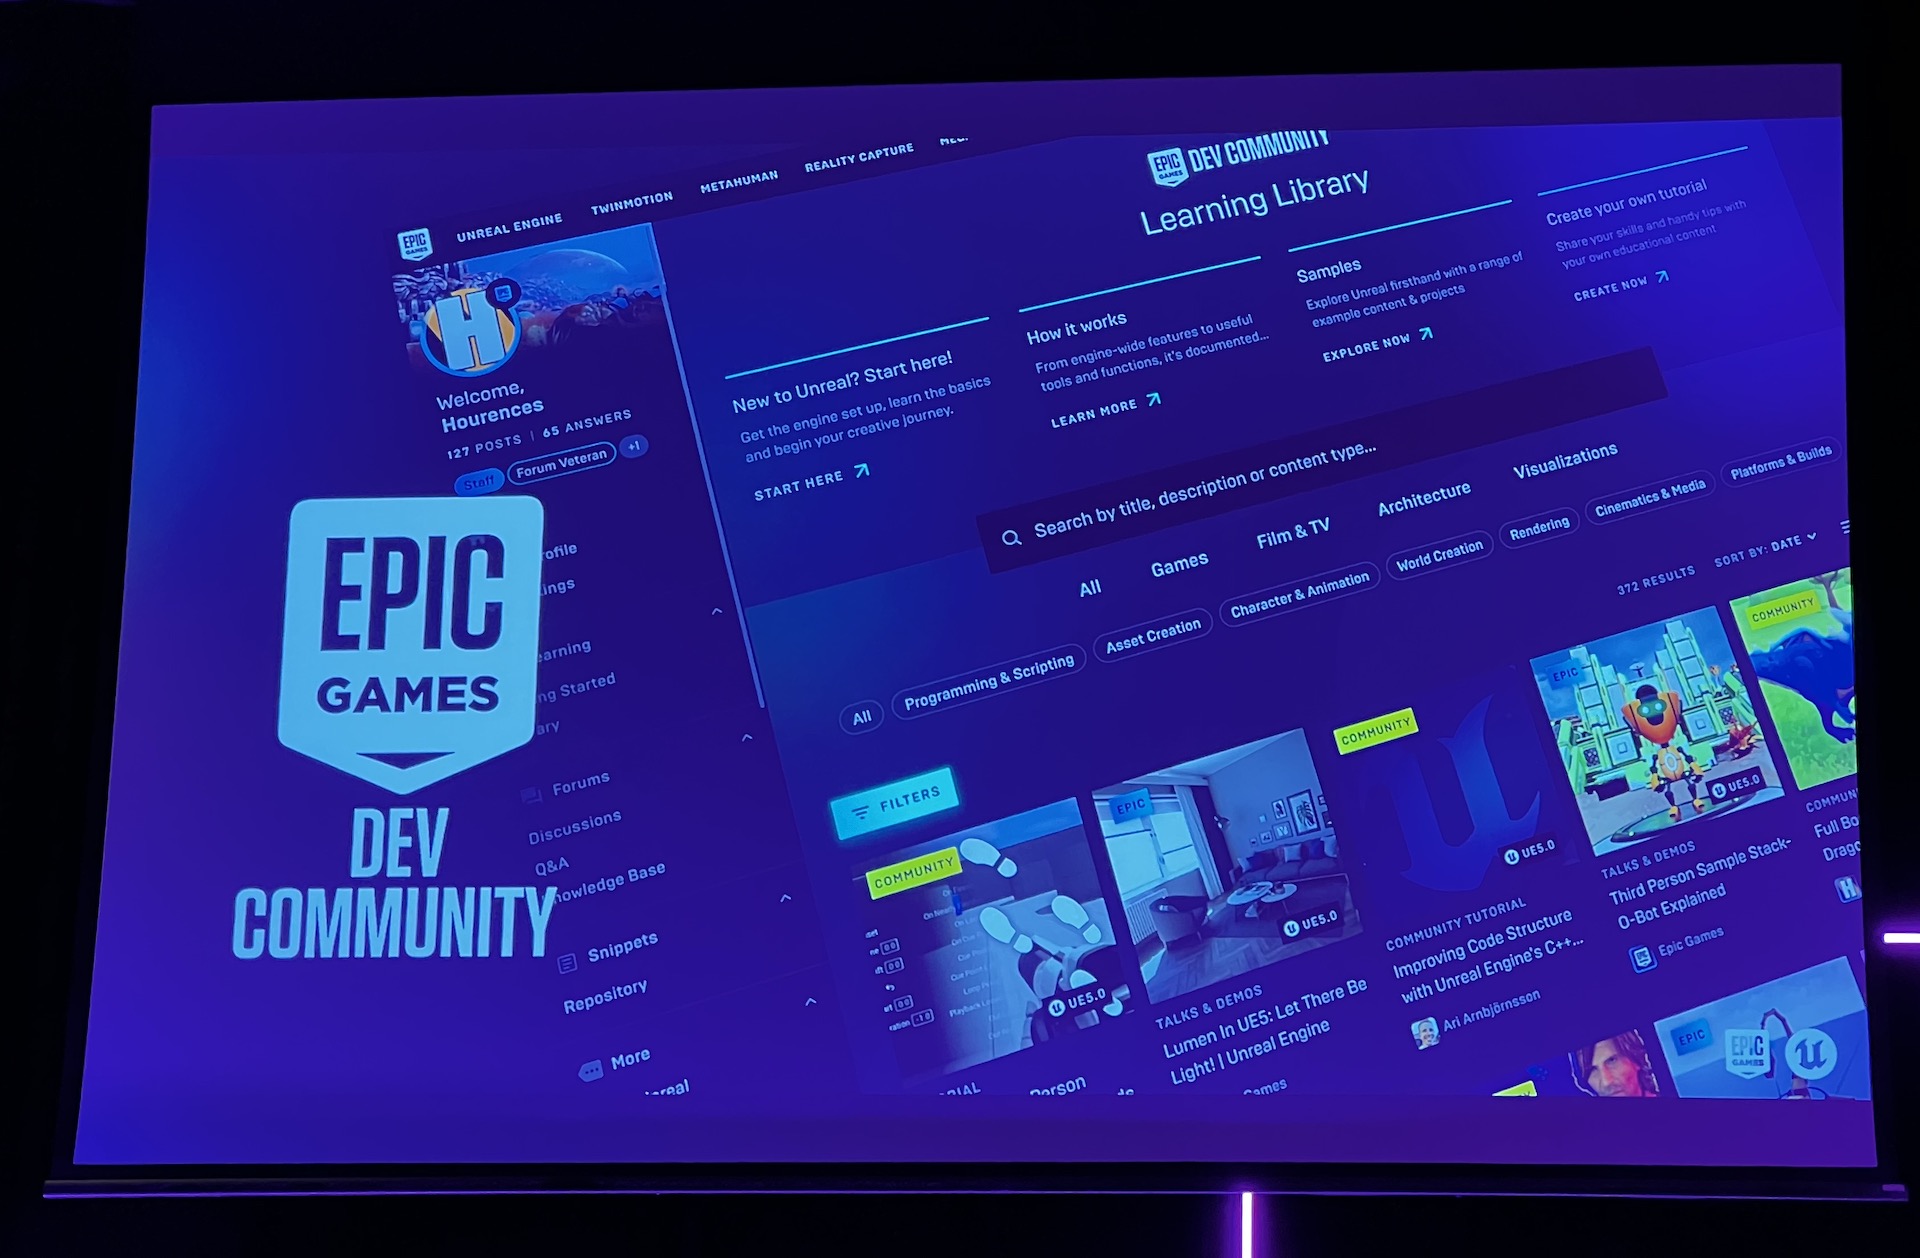 UNREAL ENGINE
TWINMOTION
METAHUMAN
REALITY CAPTURE
EPIC
GAMES
Welcome,
Hourences
127 POSTS | 65 ANSWERS
Staff
Forum Veteran
+1
EPIC
GAMES
DEV
COMMUNITY
ofile
ings
earning
ng Started
ary
Forums
Discussions
Q&A
nowledge Base
Snippets
Repository
More
real
EPIC
GAMES
DEV COMMUNITY
Learning Library
New to Unreal? Start here!
Get the engine set up, learn the basics
and begin your creative journey.
START HERE
How it works
From engine-wide features to useful
tools and functions, it's documented...
LEARN MORE
Samples
Explore Unreal firsthand with a range of
example content & projects
EXPLORE NOW
Create your own tutorial
Share your skills and handy tips with
your own educational content
CREATE NOW
Search by title, description or content type...
All
Games
Film & TV
Architecture
Visualizations
All
Programming & Scripting
Asset Creation
Character & Animation
World Creation
Rendering
Cinematics & Media
Platforms & Builds
FILTERS
372 RESULTS
SORT BY: DATE
COMMUNITY
UE5.0
EPIC
UE5.0
TALKS & DEMOS
Lumen In UE5: Let There Be
Light! | Unreal Engine
COMMUNITY
UE5.0
COMMUNITY TUTORIAL
Improving Code Structure
with Unreal Engine's C++...
Ari Arnbjörnsson
EPIC
UE5.0
TALKS & DEMOS
Third Person Sample Stack-
O-Bot Explained
Epic Games
COMMUNITY
COMMUN
Full Bo
Drago
EPIC
EPIC
GAMES